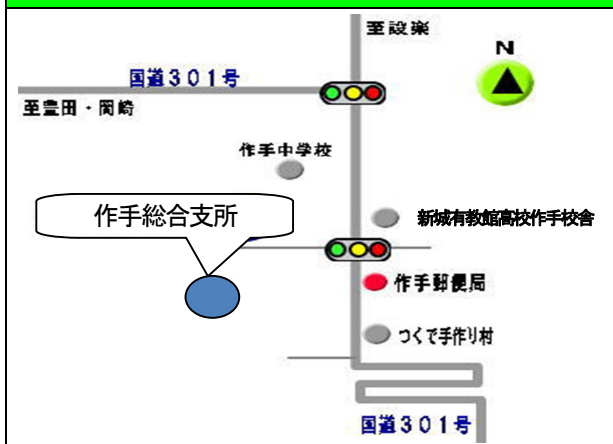 至設楽
N
国道301号
至豊田・岡崎
作手中学校
作手総合支所
新城有教館高校作手校舎
作手郵便局
つくで手作り村
国道301号